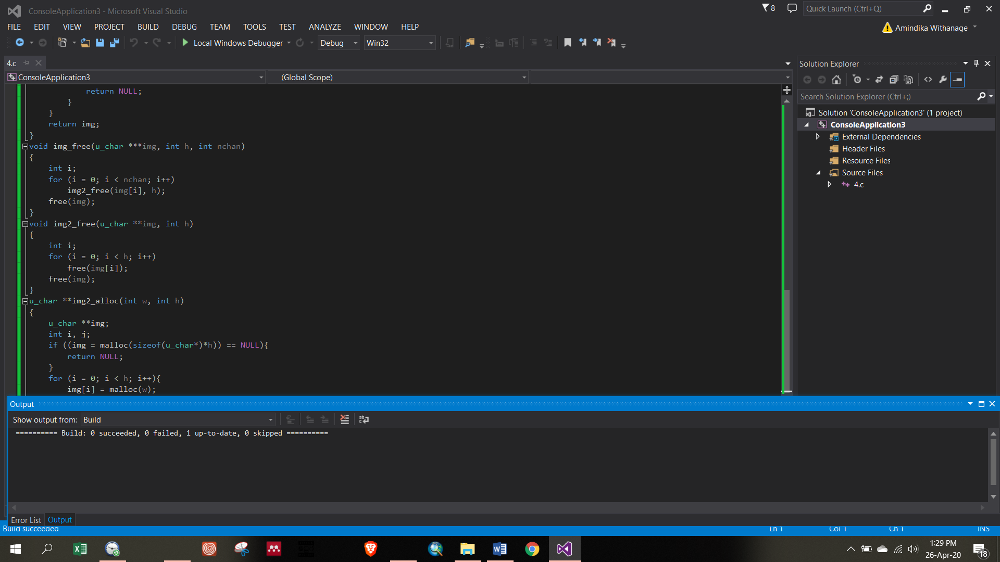 ConsoleApplication3 - Microsoft Visual Studio
8
Quick Launch (Ctrl+Q)
FILE EDIT VIEW PROJECT BUILD DEBUG TEAM TOOLS TEST ANALYZE WINDOW HELP
Amindika Withanage
Local Windows Debugger Debug Win32
4.c
ConsoleApplication3 (Global Scope)
return NULL;
}
}
return img;
}
void img_free(u_char ***img, int h, int nchan)
{
int i;
for (i = 0; i < nchan; i++)
img2_free(img[i], h);
free(img);
}
void img2_free(u_char **img, int h)
{
int i;
for (i = 0; i < h; i++)
free(img[i]);
free(img);
}
u_char **img2_alloc(int w, int h)
{
u_char **img;
int i, j;
if ((img = malloc(sizeof(u_char*)*h)) == NULL){
return NULL;
}
for (i = 0; i < h; i++){
img[i] = malloc(w);
Solution Explorer
Search Solution Explorer (Ctrl+;)
Solution 'ConsoleApplication3' (1 project)
ConsoleApplication3
External Dependencies
Header Files
Resource Files
Source Files
4.c
Output
Show output from: Build
========== Build: 0 succeeded, 0 failed, 1 up-to-date, 0 skipped ==========
Error List Output
Build succeeded Ln 1 Col 1 Ch 1 INS
1:29 PM
26-Apr-20
18